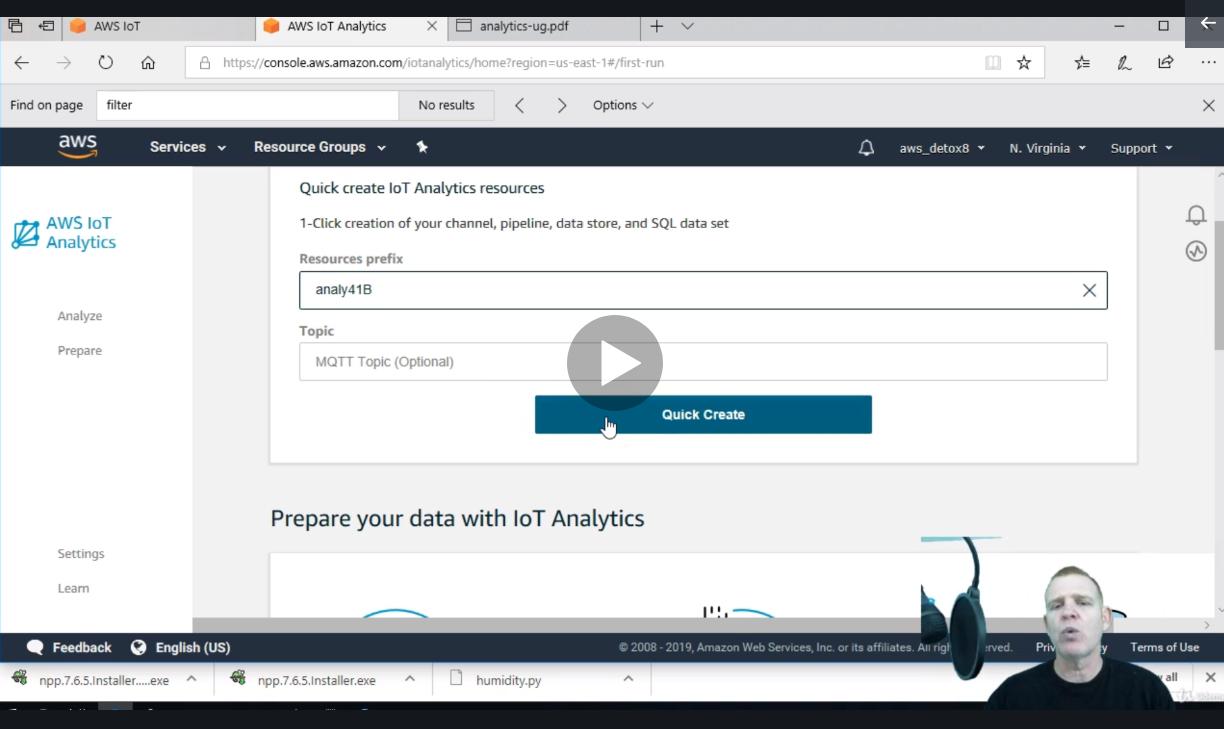 AWS IoT AWS IoT Analytics analytics-ug.pdf
https://console.aws.amazon.com/iotanalytics/home?region=us-east-1#/first-run
Find on page filter No results Options
aws Services Resource Groups aws_detox8 N. Virginia Support
AWS IoT
Analytics
Analyze
Prepare
Settings
Learn
Quick create IoT Analytics resources
1-Click creation of your channel, pipeline, data store, and SQL data set
Resources prefix
analy41B
Topic
MQTT Topic (Optional)
Quick Create
Prepare your data with IoT Analytics
Feedback English (US) © 2008 - 2019, Amazon Web Services, Inc. or its affiliates. All Terms of Use
npp.7.6.5.Installer.....exe npp.7.6.5.Installer.exe humidity.py all